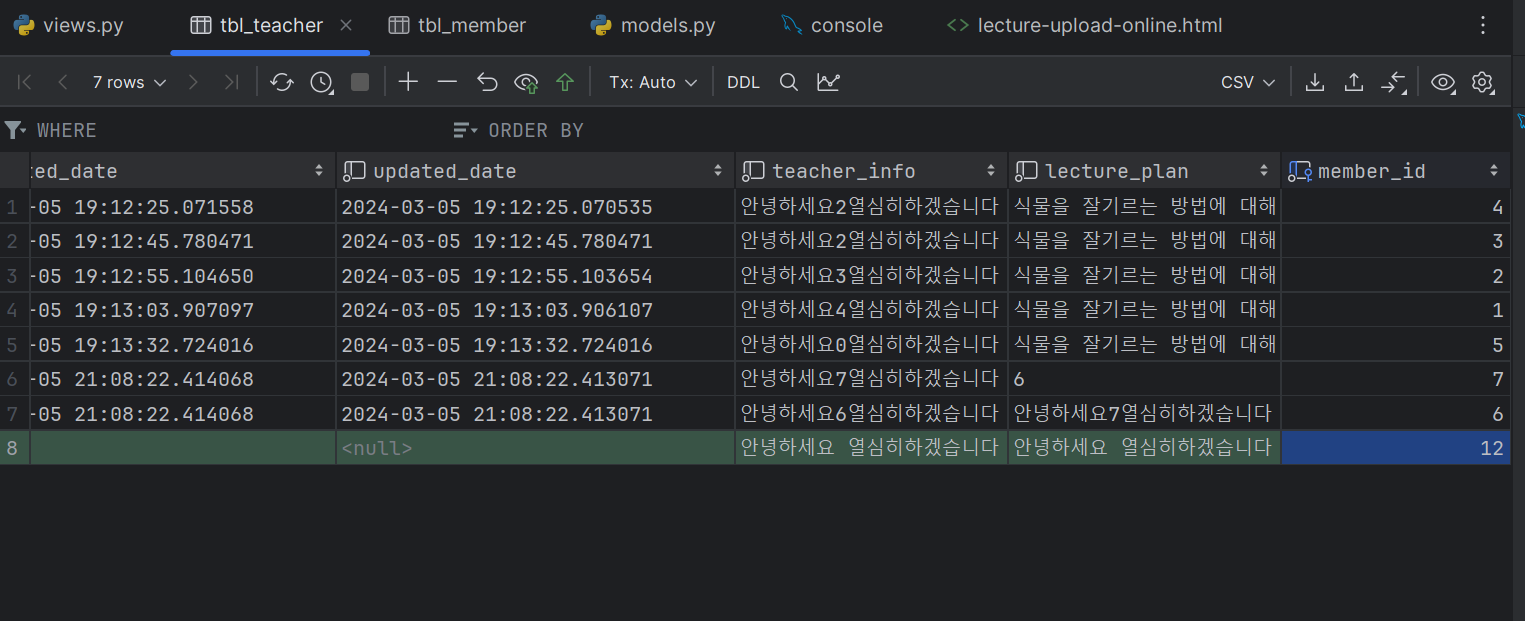 views.py tbl_teacher tbl_member models.py console lecture-upload-online.html
7 rows Tx: Auto DDL CSV
WHERE ORDER BY
ted_date updated_date teacher_info lecture_plan member_id
1 -05 19:12:25.071558 2024-03-05 19:12:25.070535 안녕하세요2열심히하겠습니다 식물을 잘기르는 방법에 대해 4
2 -05 19:12:45.780471 2024-03-05 19:12:45.780471 안녕하세요2열심히하겠습니다 식물을 잘기르는 방법에 대해 3
3 -05 19:12:55.104650 2024-03-05 19:12:55.103654 안녕하세요3열심히하겠습니다 식물을 잘기르는 방법에 대해 2
4 -05 19:13:03.907097 2024-03-05 19:13:03.906107 안녕하세요4열심히하겠습니다 식물을 잘기르는 방법에 대해 1
5 -05 19:13:32.724016 2024-03-05 19:13:32.724016 안녕하세요0열심히하겠습니다 식물을 잘기르는 방법에 대해 5
6 -05 21:08:22.414068 2024-03-05 21:08:22.413071 안녕하세요7열심히하겠습니다 6 7
7 -05 21:08:22.414068 2024-03-05 21:08:22.413071 안녕하세요6열심히하겠습니다 안녕하세요7열심히하겠습니다 6
8 <null> 안녕하세요 열심히하겠습니다 안녕하세요 열심히하겠습니다 12